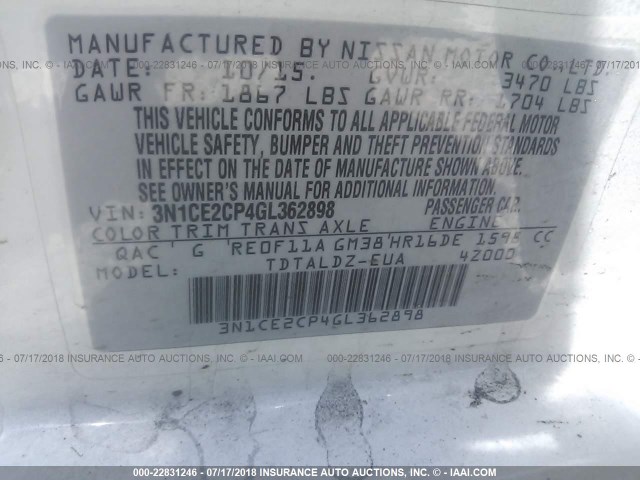 MANUFACTURED BY NISSAN MOTOR CO., LTD.
DATE: 10/15. GVWR: 3470 LBS
GAWR FR: 1867 LBS GAWR RR: 1704 LBS
THIS VEHICLE CONFORMS TO ALL APPLICABLE FEDERAL MOTOR
VEHICLE SAFETY, BUMPER AND THEFT PREVENTION STANDARDS
IN EFFECT ON THE DATE OF MANUFACTURE SHOWN ABOVE.
SEE OWNER'S MANUAL FOR ADDITIONAL INFORMATION.
VIN: 3N1CE2CP4GL362898 PASSENGER CAR.
COLOR TRIM TRANS AXLE ENGINE
QAC G RE0F11A GM38 HR16DE 1598 CC
MODEL: TDTALDZ-EUA 42000
3N1CE2CP4GL362898
000-22831246 - 07/17/2018 INSURANCE AUTO AUCTIONS - © - IAAI.COM